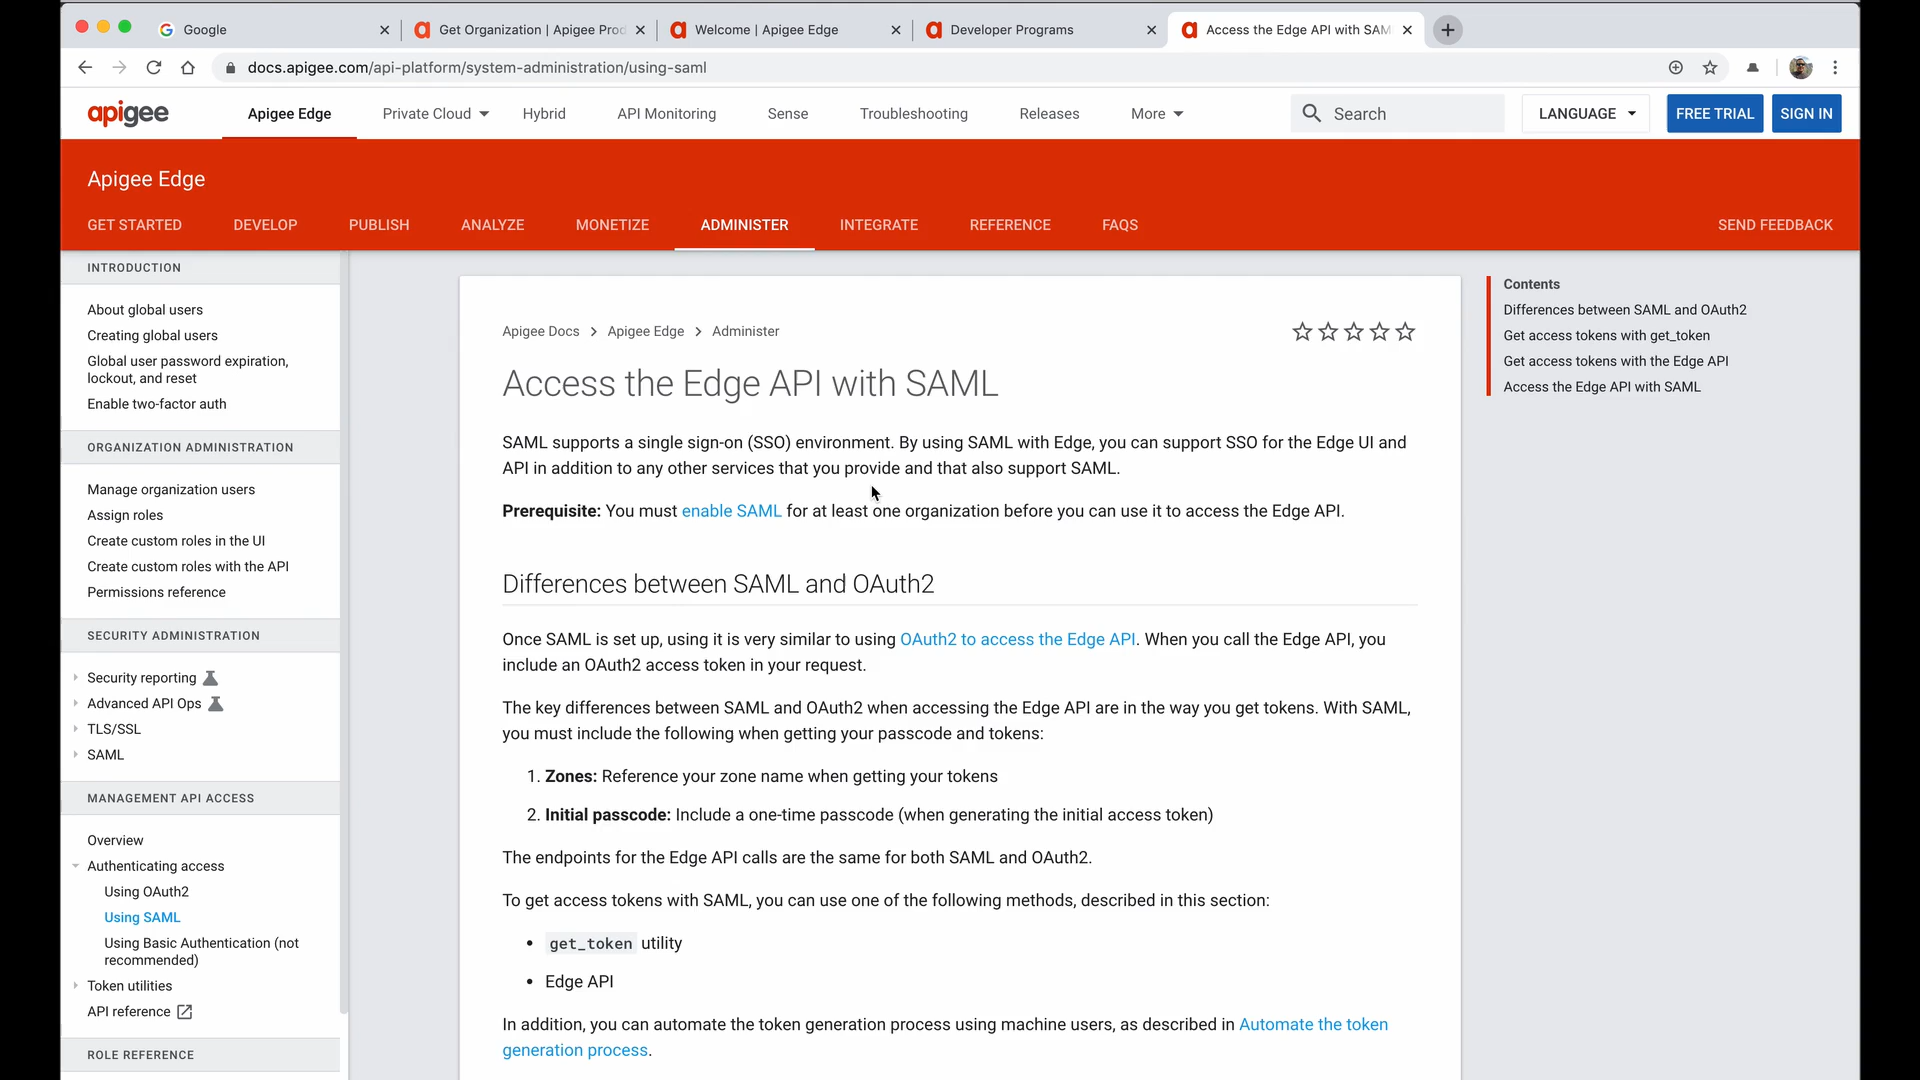 Google
Get Organization | Apigee Prod
Welcome | Apigee Edge
Developer Programs
Access the Edge API with SAM
docs.apigee.com/api-platform/system-administration/using-saml
apigee
Apigee Edge
Private Cloud
Hybrid
API Monitoring
Sense
Troubleshooting
Releases
More
Search
LANGUAGE
FREE TRIAL
SIGN IN
Apigee Edge
GET STARTED
DEVELOP
PUBLISH
ANALYZE
MONETIZE
ADMINISTER
INTEGRATE
REFERENCE
FAQS
SEND FEEDBACK
INTRODUCTION
About global users
Creating global users
Global user password expiration,
lockout, and reset
Enable two-factor auth
ORGANIZATION ADMINISTRATION
Manage organization users
Assign roles
Create custom roles in the UI
Create custom roles with the API
Permissions reference
SECURITY ADMINISTRATION
Security reporting
Advanced API Ops
TLS/SSL
SAML
MANAGEMENT API ACCESS
Overview
Authenticating access
Using OAuth2
Using SAML
Using Basic Authentication (not
recommended)
Token utilities
API reference
ROLE REFERENCE
Apigee Docs > Apigee Edge > Administer
Access the Edge API with SAML
SAML supports a single sign-on (SSO) environment. By using SAML with Edge, you can support SSO for the Edge UI and
API in addition to any other services that you provide and that also support SAML.
Prerequisite: You must enable SAML for at least one organization before you can use it to access the Edge API.
Differences between SAML and OAuth2
Once SAML is set up, using it is very similar to using OAuth2 to access the Edge API. When you call the Edge API, you
include an OAuth2 access token in your request.
The key differences between SAML and OAuth2 when accessing the Edge API are in the way you get tokens. With SAML,
you must include the following when getting your passcode and tokens:
1. Zones: Reference your zone name when getting your tokens
2. Initial passcode: Include a one-time passcode (when generating the initial access token)
The endpoints for the Edge API calls are the same for both SAML and OAuth2.
To get access tokens with SAML, you can use one of the following methods, described in this section:
• get_token utility
• Edge API
In addition, you can automate the token generation process using machine users, as described in Automate the token
generation process.
Contents
Differences between SAML and OAuth2
Get access tokens with get_token
Get access tokens with the Edge API
Access the Edge API with SAML